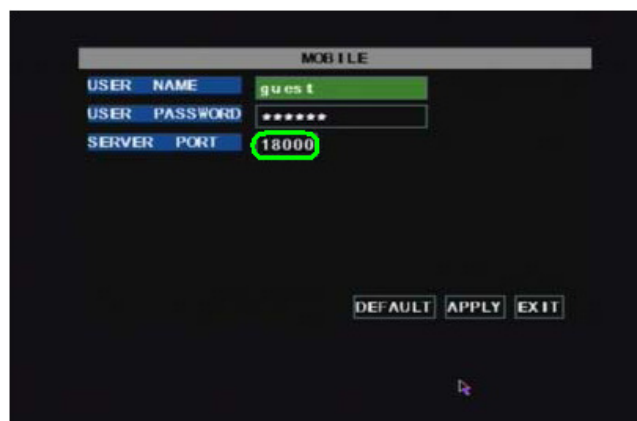 MOBILE
USER NAME guest
USER PASSWORD ******
SERVER PORT 18000
DEFAULT APPLY EXIT